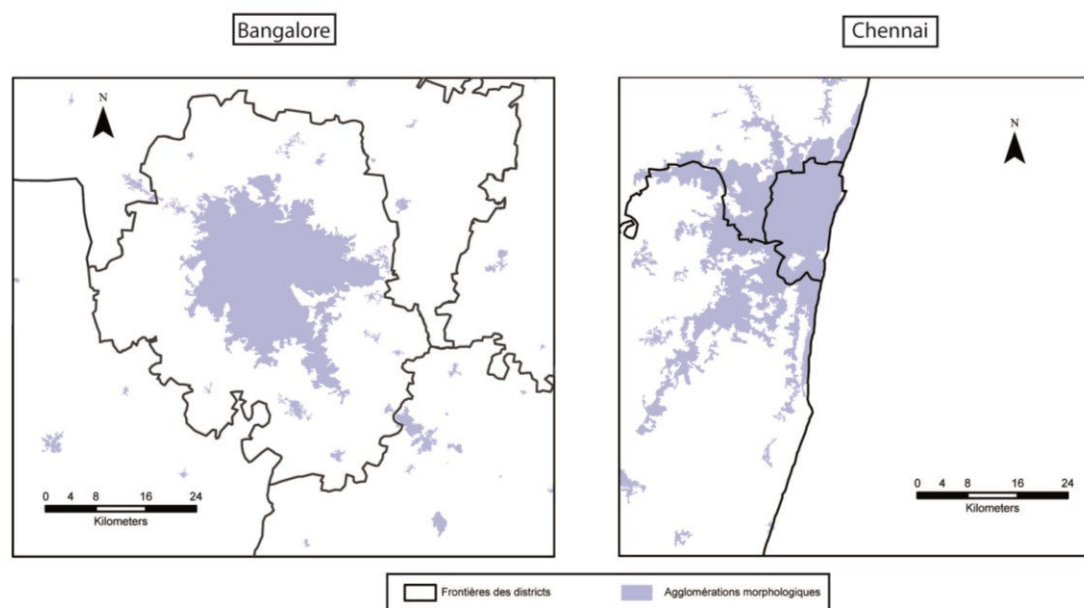 Bangalore
Chennai
N
N
0 4 8 16 24
Kilometers
0 4 8 16 24
Kilometers
Frontières des districts
Agglomérations morphologiques